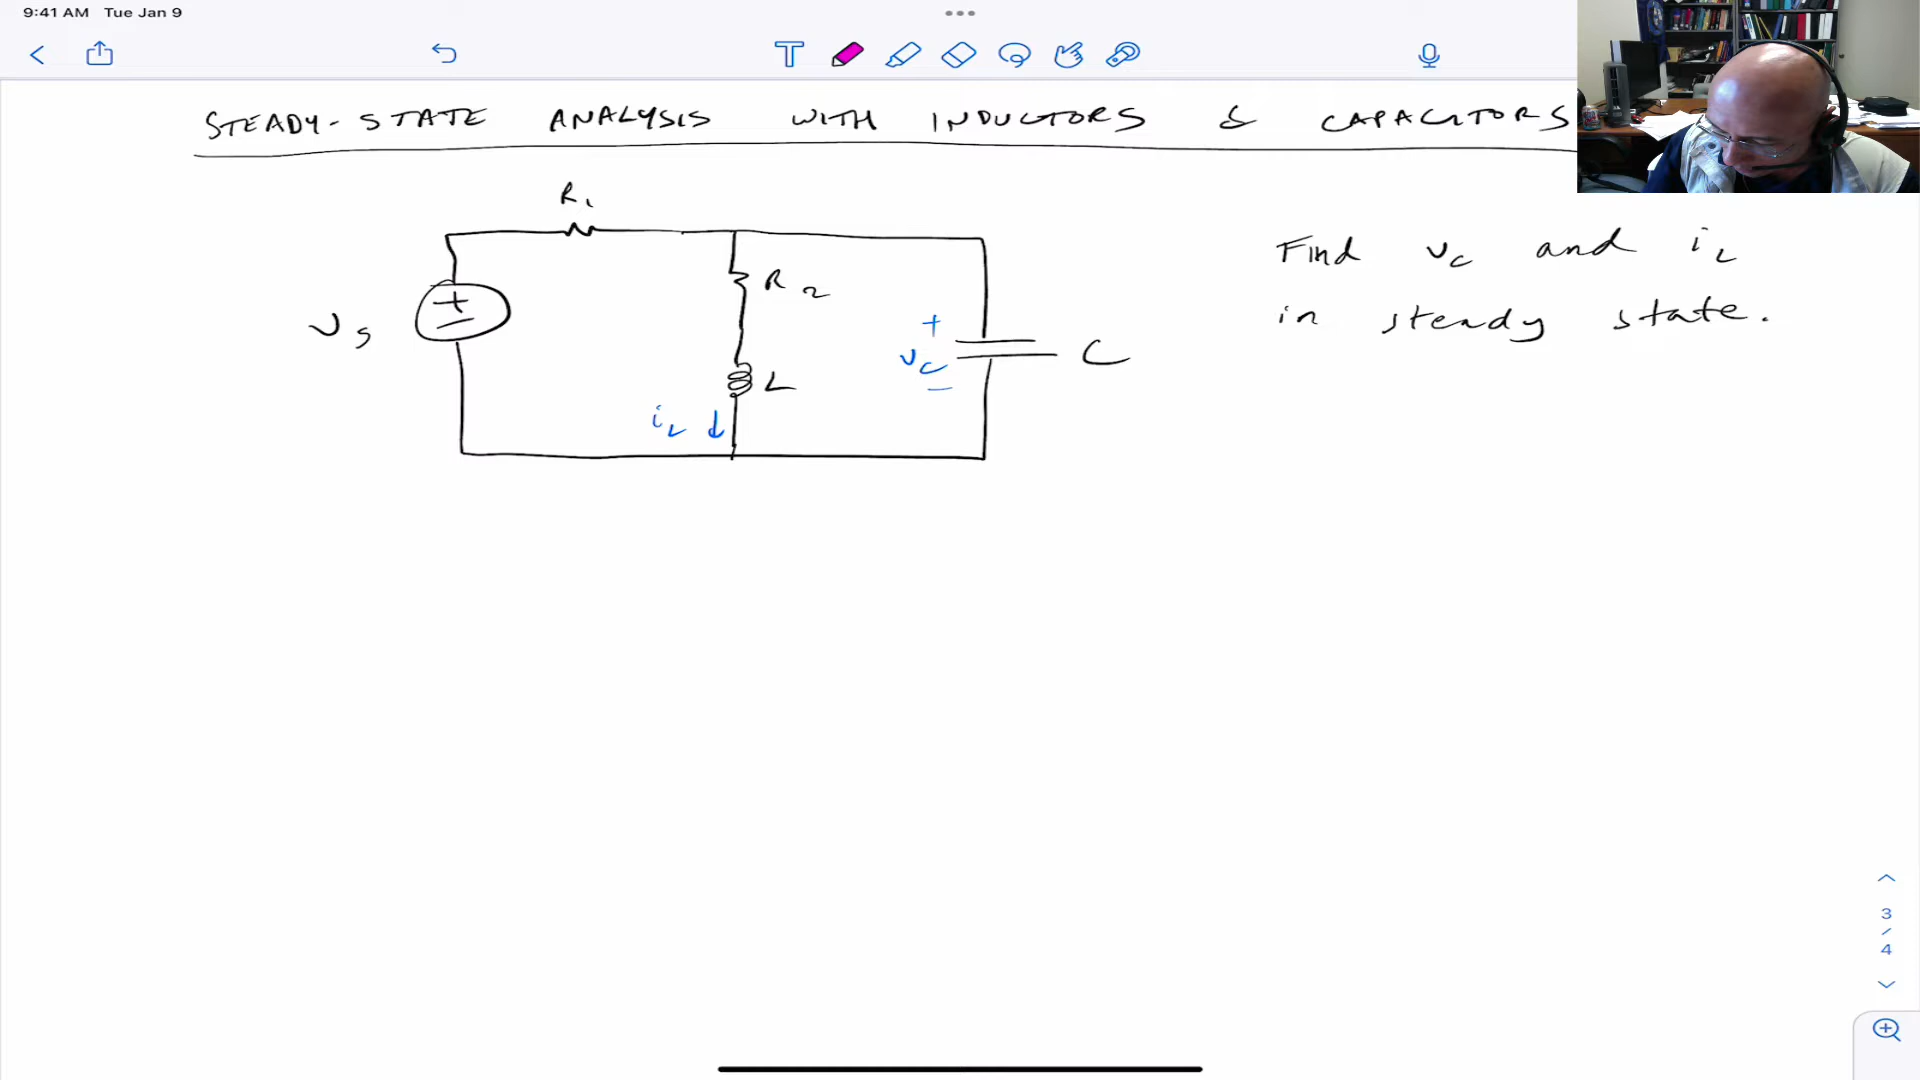 9:41 AM Tue Jan 9
STEADY-STATE ANALYSIS WITH INDUCTORS & CAPACITORS
R1
Find vc and iL
R2
in steady state.
+
vs
+
vc
C
L
iL
3
/
4